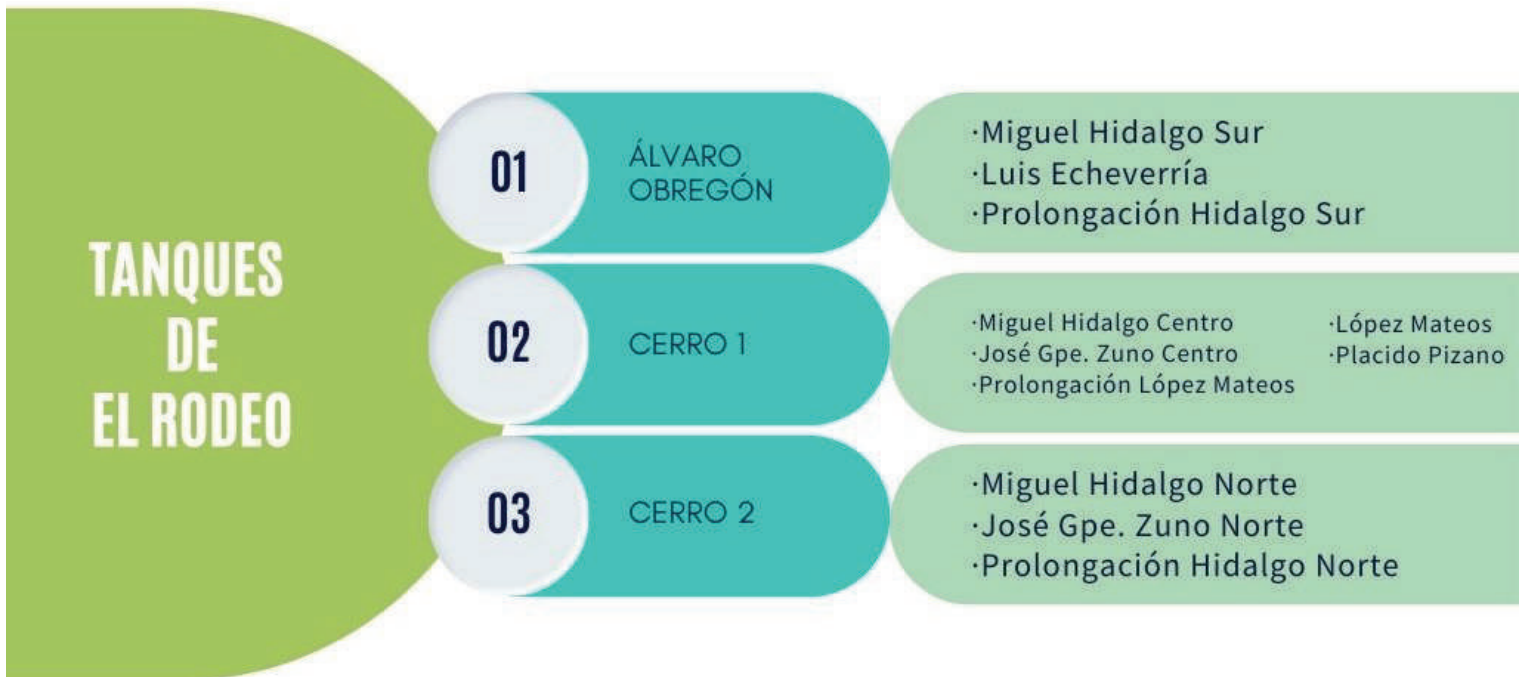 TANQUES
DE
EL RODEO
01
ÁLVARO
OBREGÓN
·Miguel Hidalgo Sur
·Luis Echeverría
·Prolongación Hidalgo Sur
02
CERRO 1
·Miguel Hidalgo Centro
·José Gpe. Zuno Centro
·Prolongación López Mateos
·López Mateos
·Placido Pizano
03
CERRO 2
·Miguel Hidalgo Norte
·José Gpe. Zuno Norte
·Prolongación Hidalgo Norte